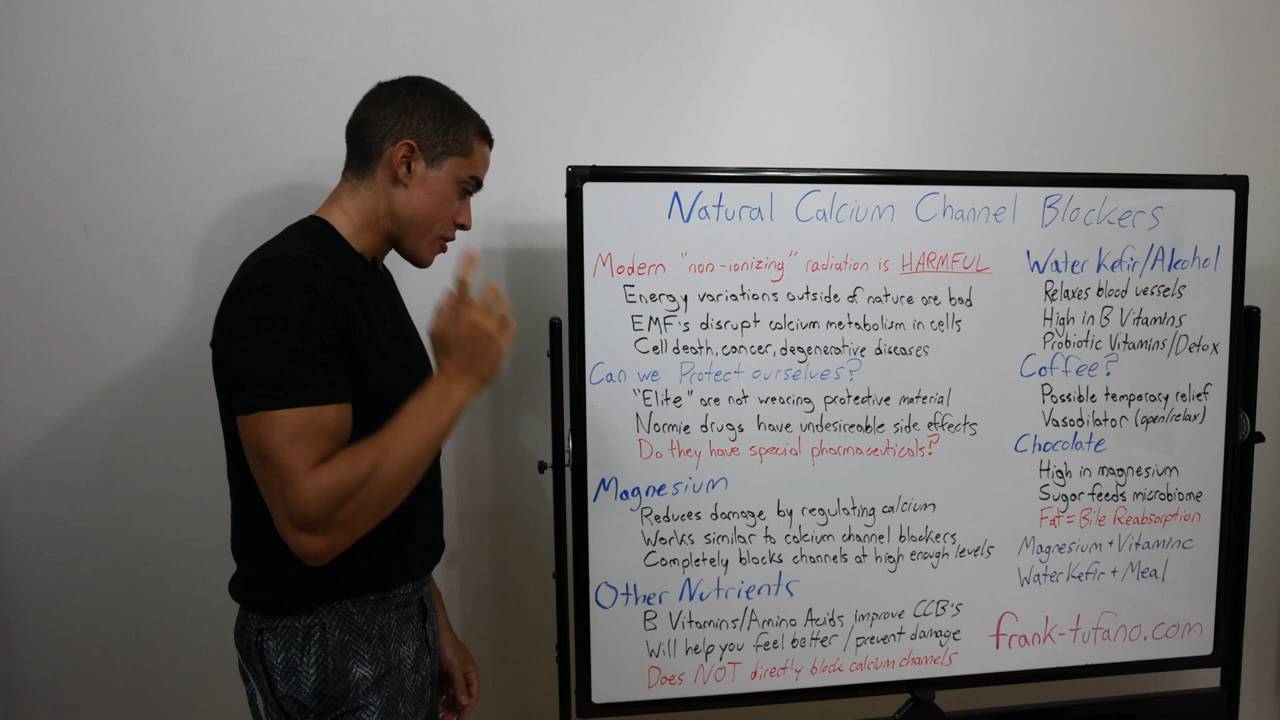 Natural Calcium Channel Blockers
Modern "non-ionizing" radiation is HARMFUL
Energy variations outside of nature are bad
EMF's disrupt calcium metabolism in cells
Cell death, cancer, degenerative diseases
Can we Protect ourselves?
"Elite" are not wearing protective material
Normie drugs have undesireable side effects
Do they have special pharmaceuticals?
Magnesium
Reduces damage by regulating calcium
Works similar to calcium channel blockers
Completely blocks channels at high enough levels
Other Nutrients
B Vitamins/Amino Acids improve CCB's
Will help you feel better / prevent damage
Does NOT directly block calcium channels
Water Kefir/Alcohol
Relaxes blood vessels
High in B Vitamins
Probiotic Vitamins/Detox
Coffee?
Possible temporary relief
Vasodilator (open/relax)
Chocolate
High in magnesium
Sugar feeds microbiome
Fat = Bile Reabsorption
Magnesium + Vitamin C
Water Kefir + Meal
frank-tufano.com